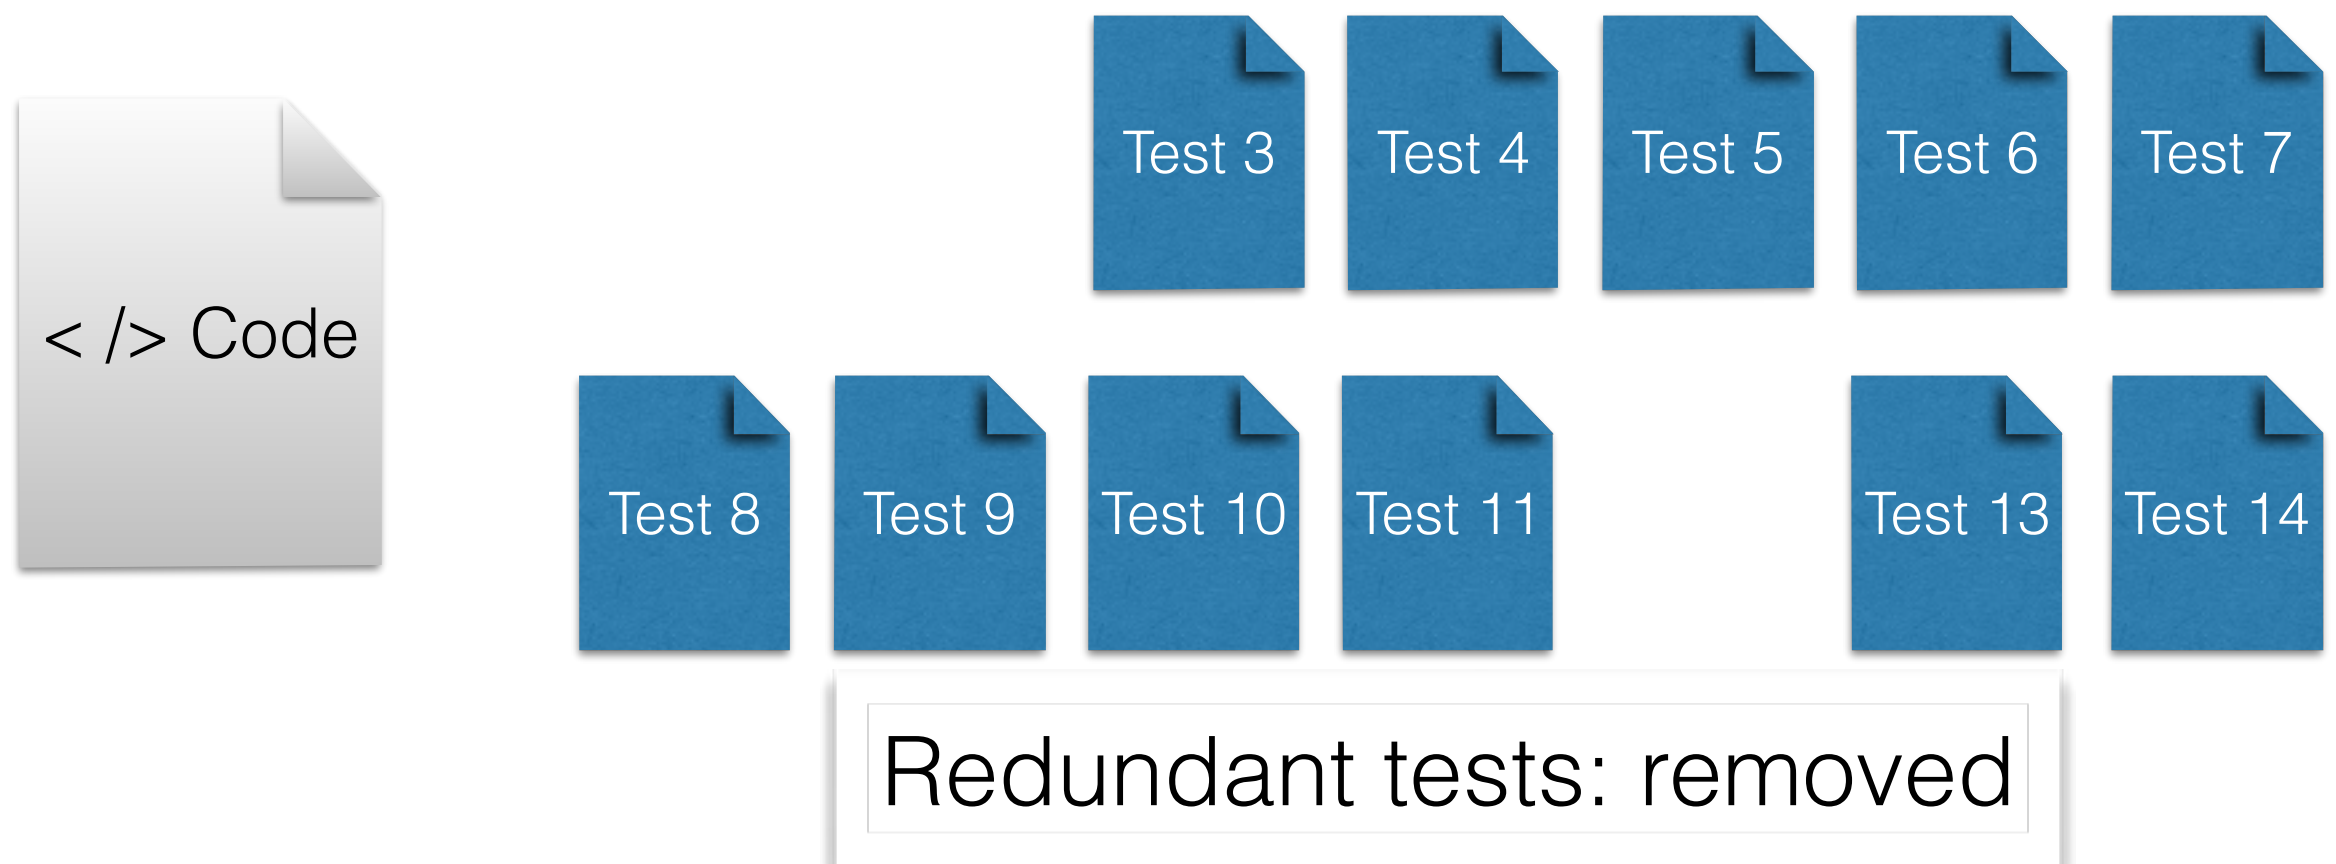 Test 3
Test 4
Test 5
Test 6
Test 7
< /> Code
Test 8
Test 9
Test 10
Test 11
Test 13
Test 14
Redundant tests: removed